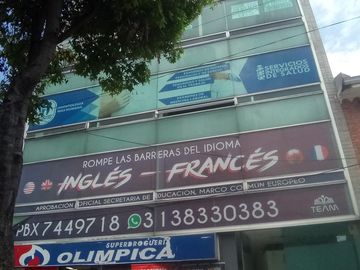 SERVICIOS
INTEGRADOS
DE SALUD
ROMPE LAS BARRERAS DEL IDIOMA
INGLÉS - FRANCÉS
APROBACIÓN OFICIAL SECRETARIA DE EDUCACIÓN, MARCO COMÚN EUROPEO
PBX 7449718 3138330383
TEAM
SUPERDROGUERÍA
OLIMPICA